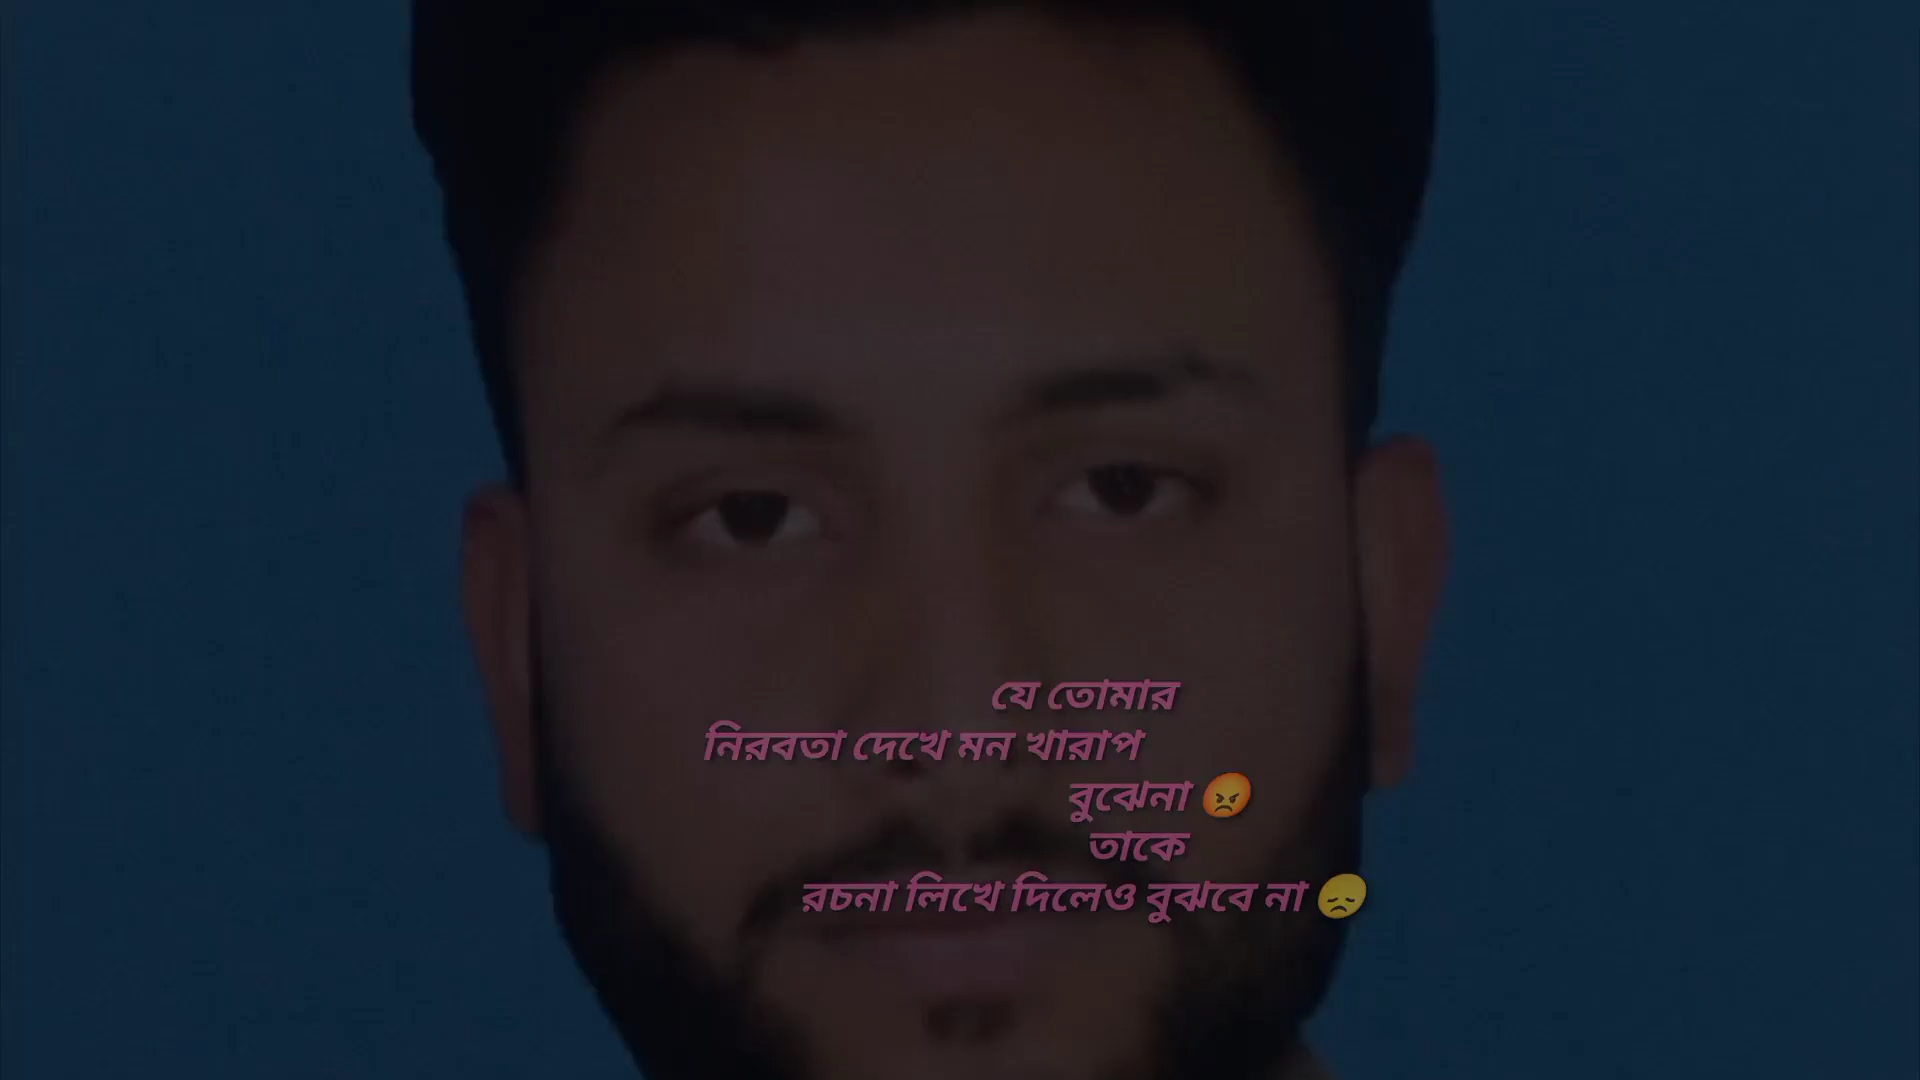 যে তোমার
নিরবতা দেখে মন খারাপ
বুঝেনা 😡
তাকে
রচনা লিখে দিলেও বুঝবে না 😞